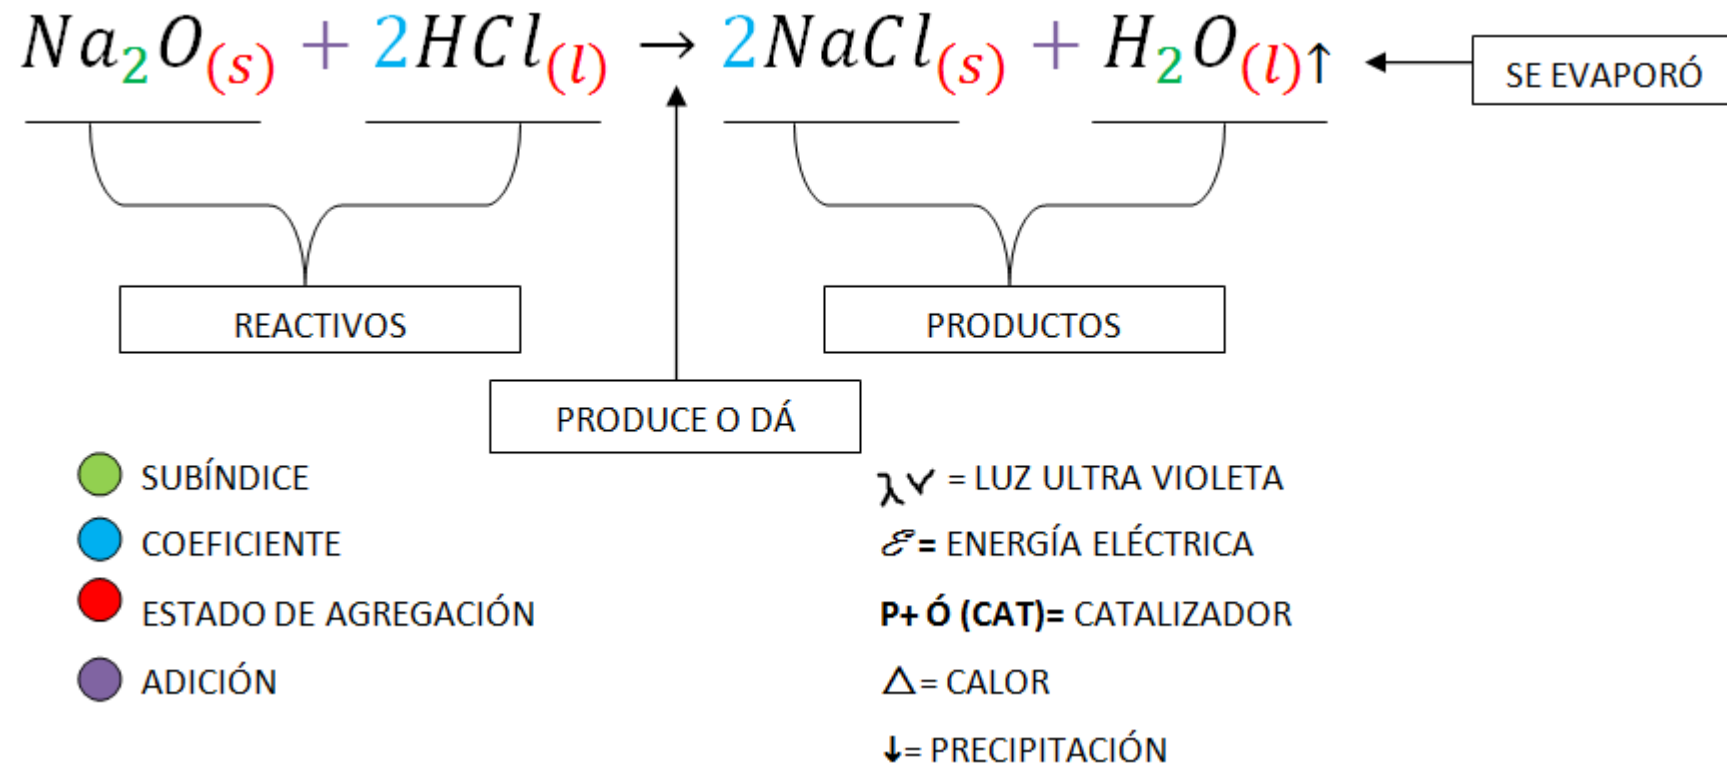 Na₂O(s) + 2HCl(l) → 2NaCl(s) + H₂O(l)↑
SE EVAPORÓ
REACTIVOS
PRODUCTOS
PRODUCE O DÁ
SUBÍNDICE
COEFICIENTE
ESTADO DE AGREGACIÓN
ADICIÓN
λv = LUZ ULTRA VIOLETA
ℰ = ENERGÍA ELÉCTRICA
P+ Ó (CAT)= CATALIZADOR
△= CALOR
↓= PRECIPITACIÓN